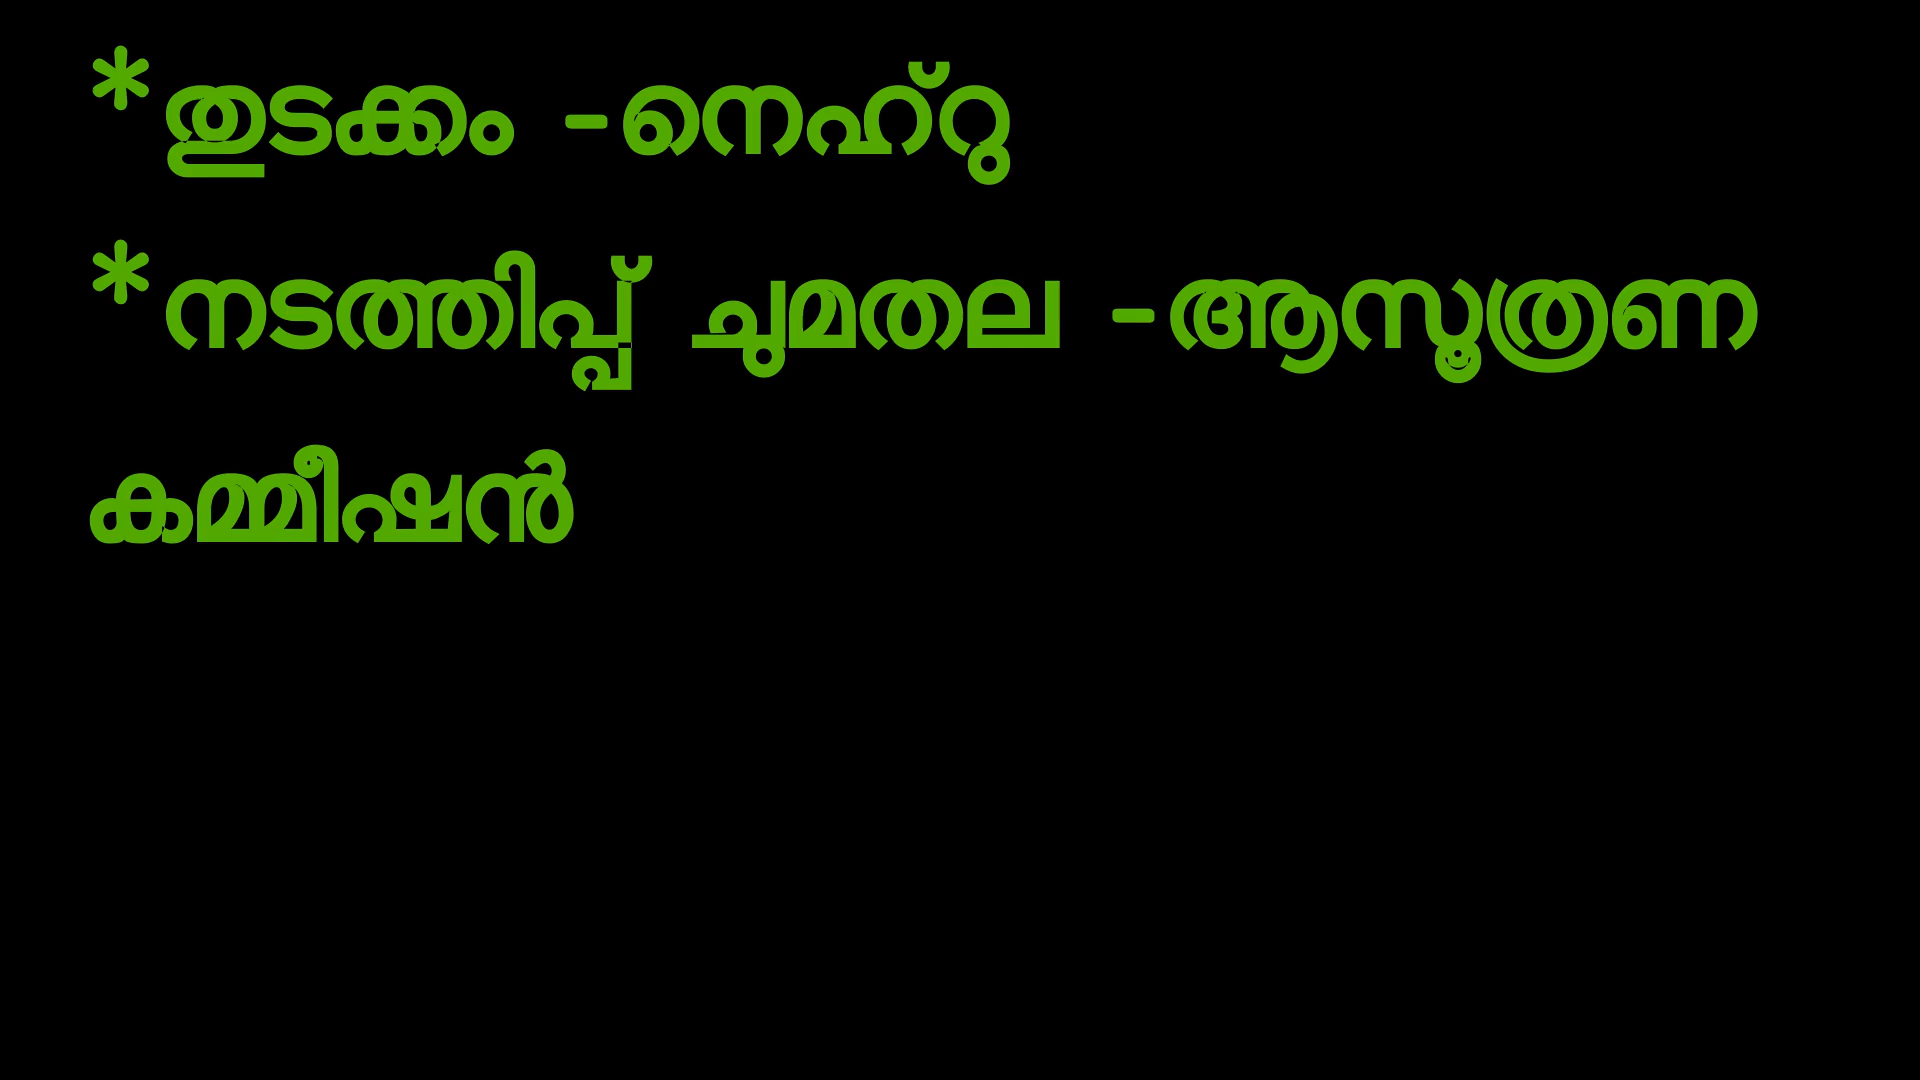 *തുടക്കം -നെഹ്റു
*നടത്തിപ്പ് ചുമതല -ആസൂത്രണ
കമ്മീഷൻ